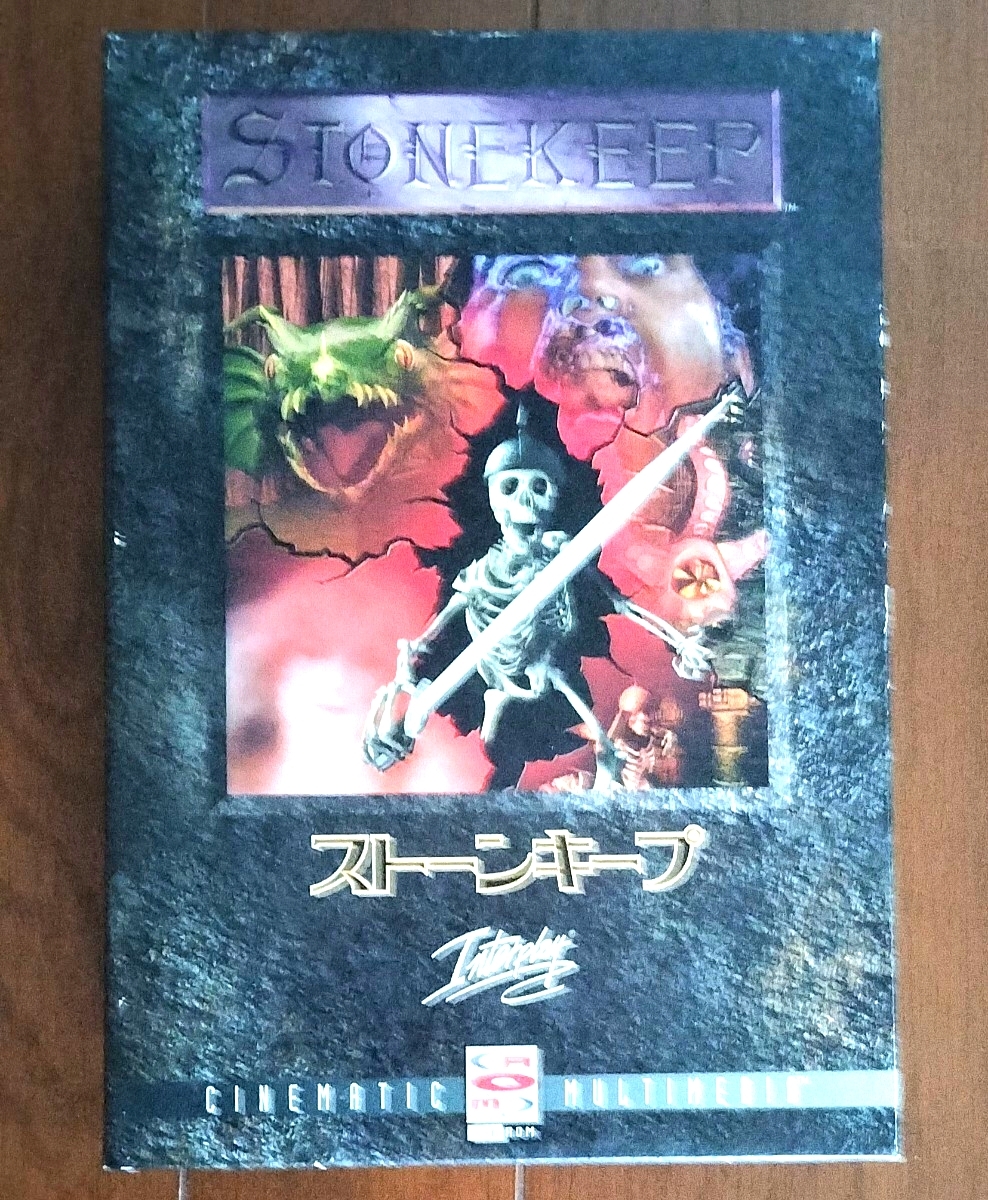 STONEKEEP
ストーンキープ
Interplay
CINEMATIC MULTIMEDIA